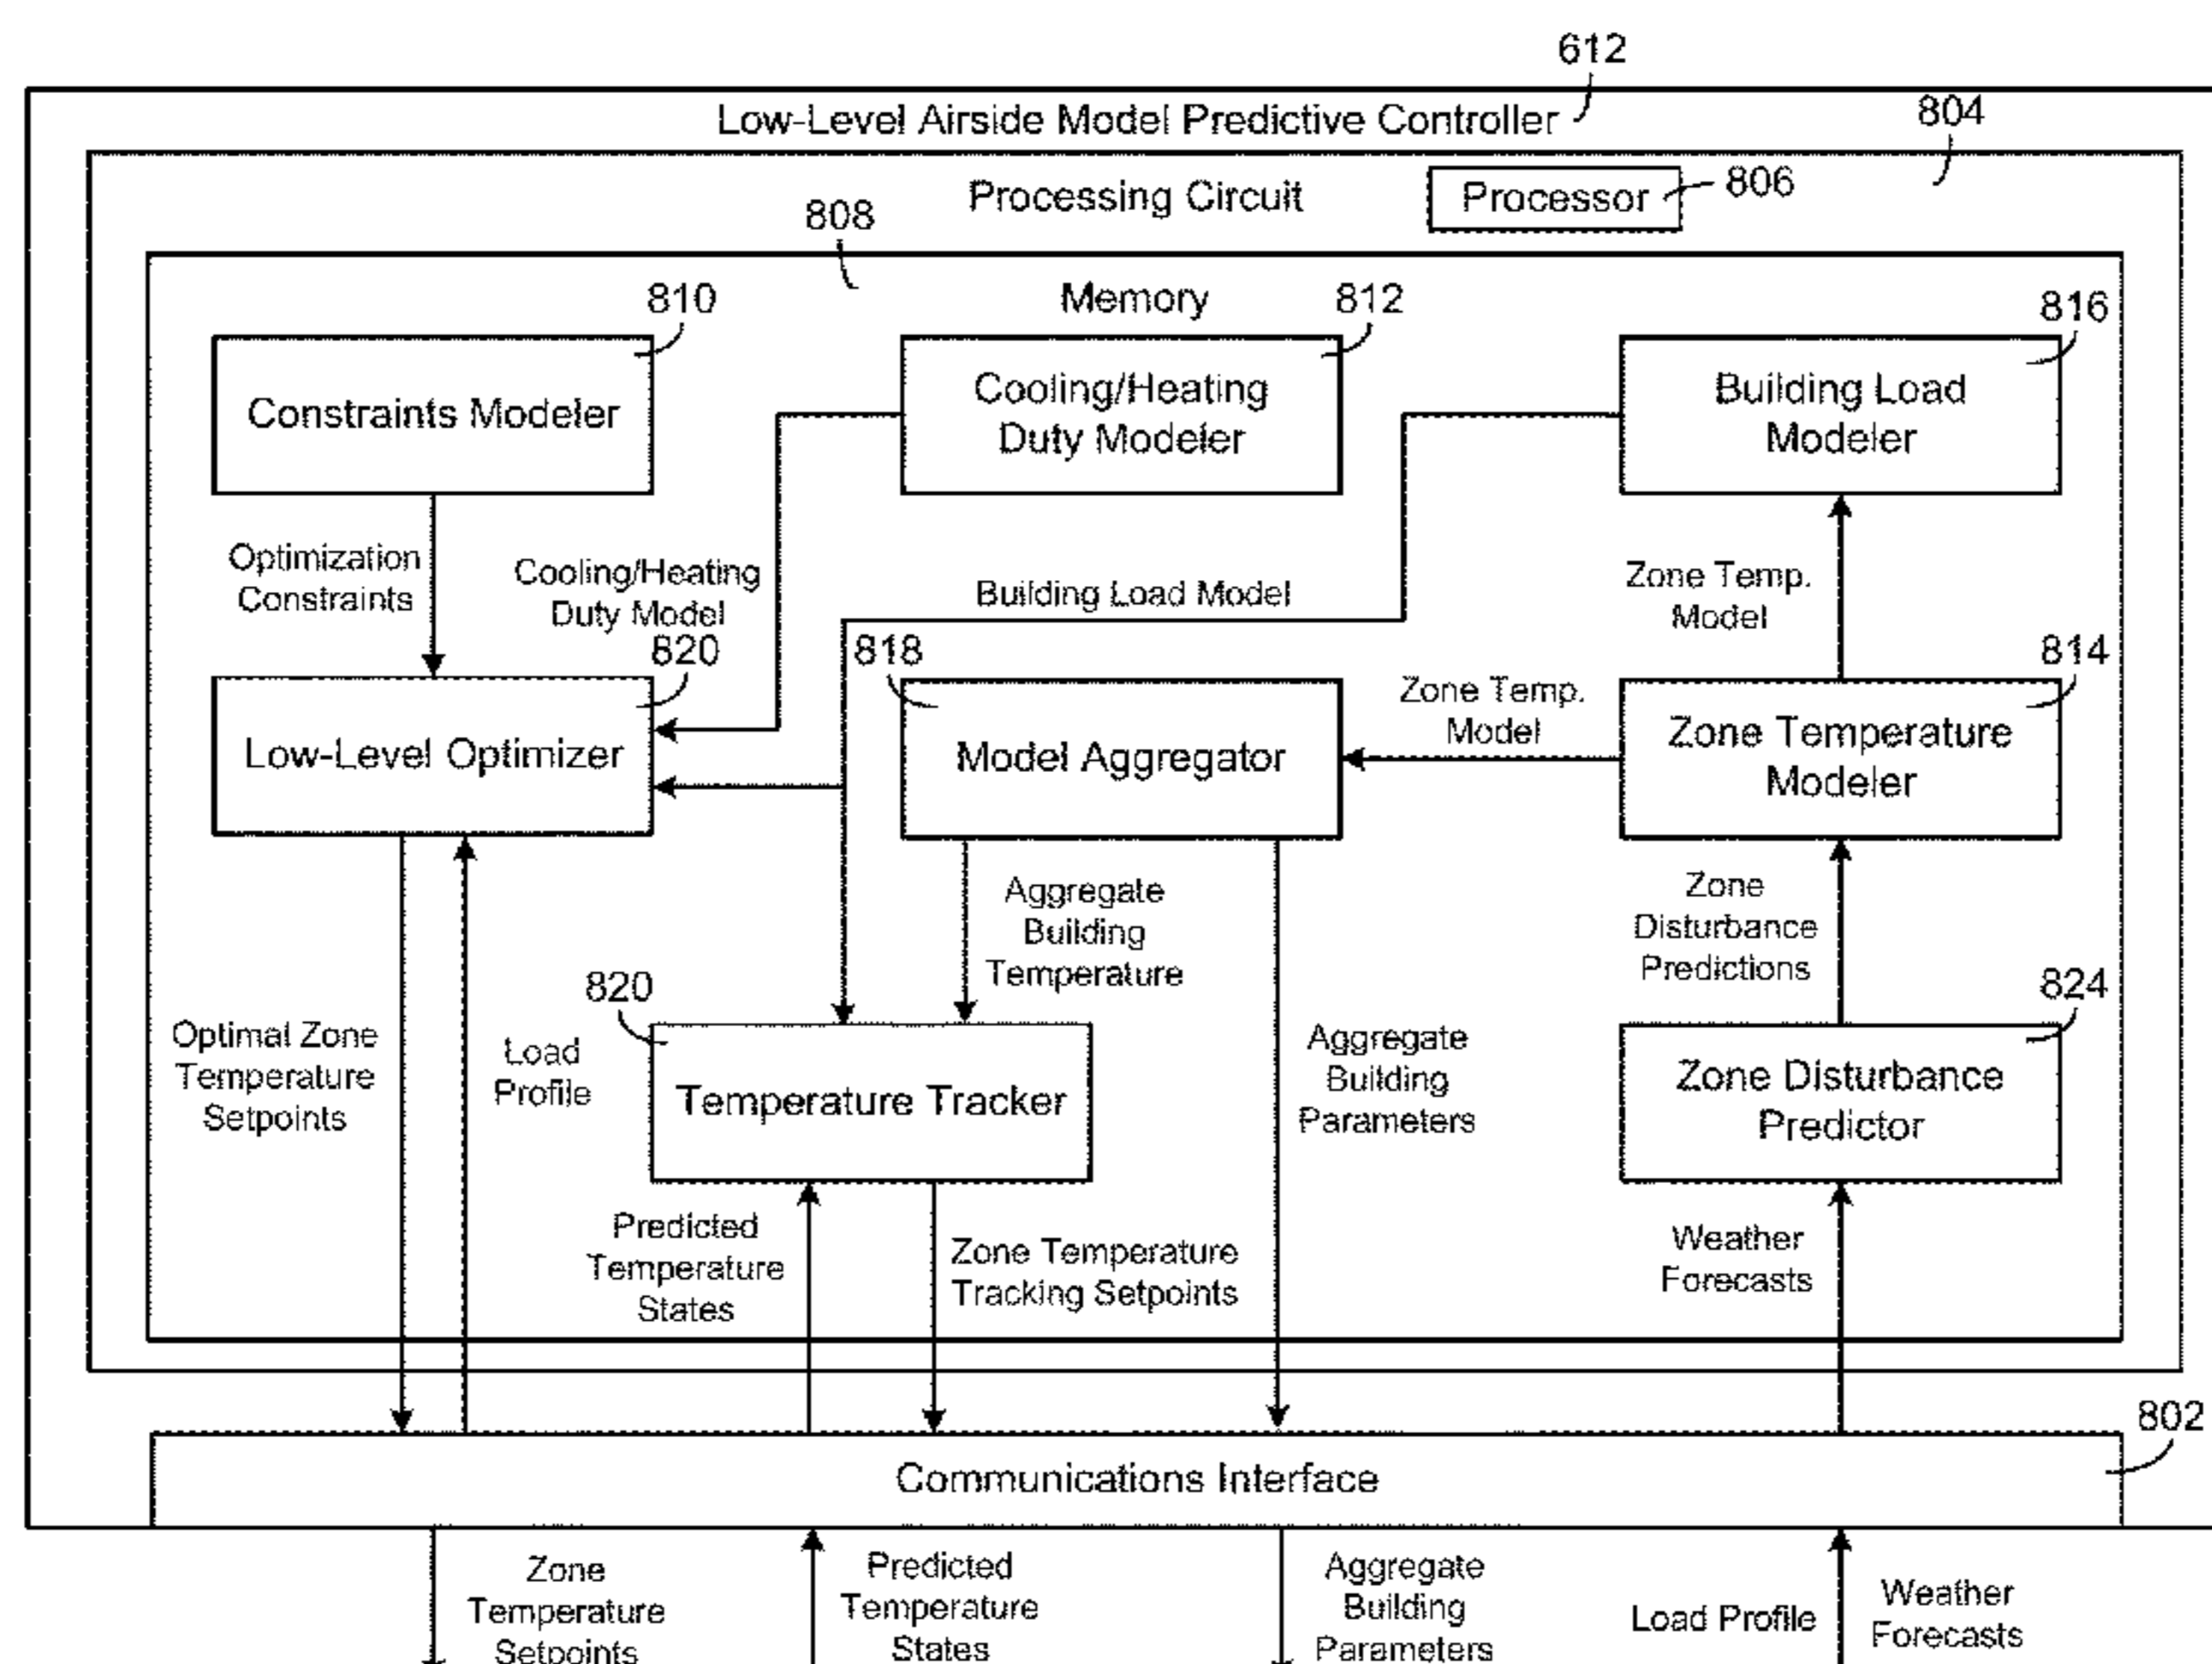 612
Low-Level Airside Model Predictive Controller
804
Processing Circuit
Processor
806
808
Memory
810
812
816
Constraints Modeler
Cooling/Heating
Duty Modeler
Building Load
Modeler
Optimization
Constraints
Cooling/Heating
Duty Model
Building Load Model
Zone Temp.
Model
820
818
814
Low-Level Optimizer
Model Aggregator
Zone Temp.
Model
Zone Temperature
Modeler
Aggregate
Building
Temperature
Zone
Disturbance
Predictions
820
824
Optimal Zone
Temperature
Setpoints
Load
Profile
Temperature Tracker
Aggregate
Building
Parameters
Zone Disturbance
Predictor
Predicted
Temperature
States
Zone Temperature
Tracking Setpoints
Weather
Forecasts
802
Communications Interface
Zone
Temperature
Setpoints
Predicted
Temperature
States
Aggregate
Building
Parameters
Load Profile
Weather
Forecasts